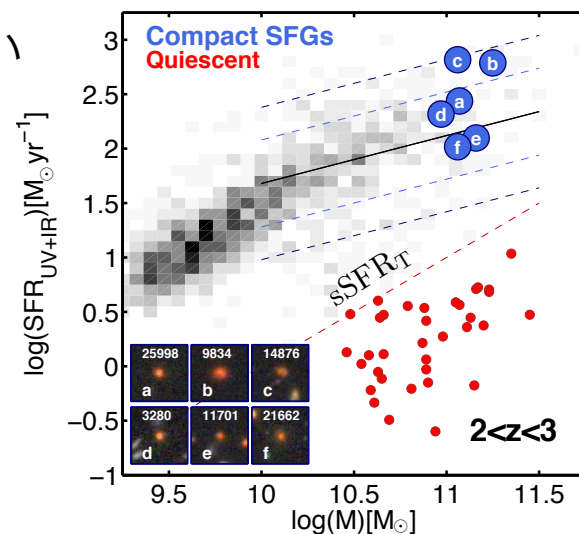 )
Compact SFGs
Quiescent
3
2.5
2
1.5
1
0.5
0
−0.5
−1
log(SFR_{UV+IR})[M_⊙yr^{−1}]
c
b
a
d
e
f
sSFR_T
25998
9834
14876
a
b
c
3280
11701
21662
d
e
f
2<z<3
9.5 10 10.5 11 11.5
log(M)[M_⊙]